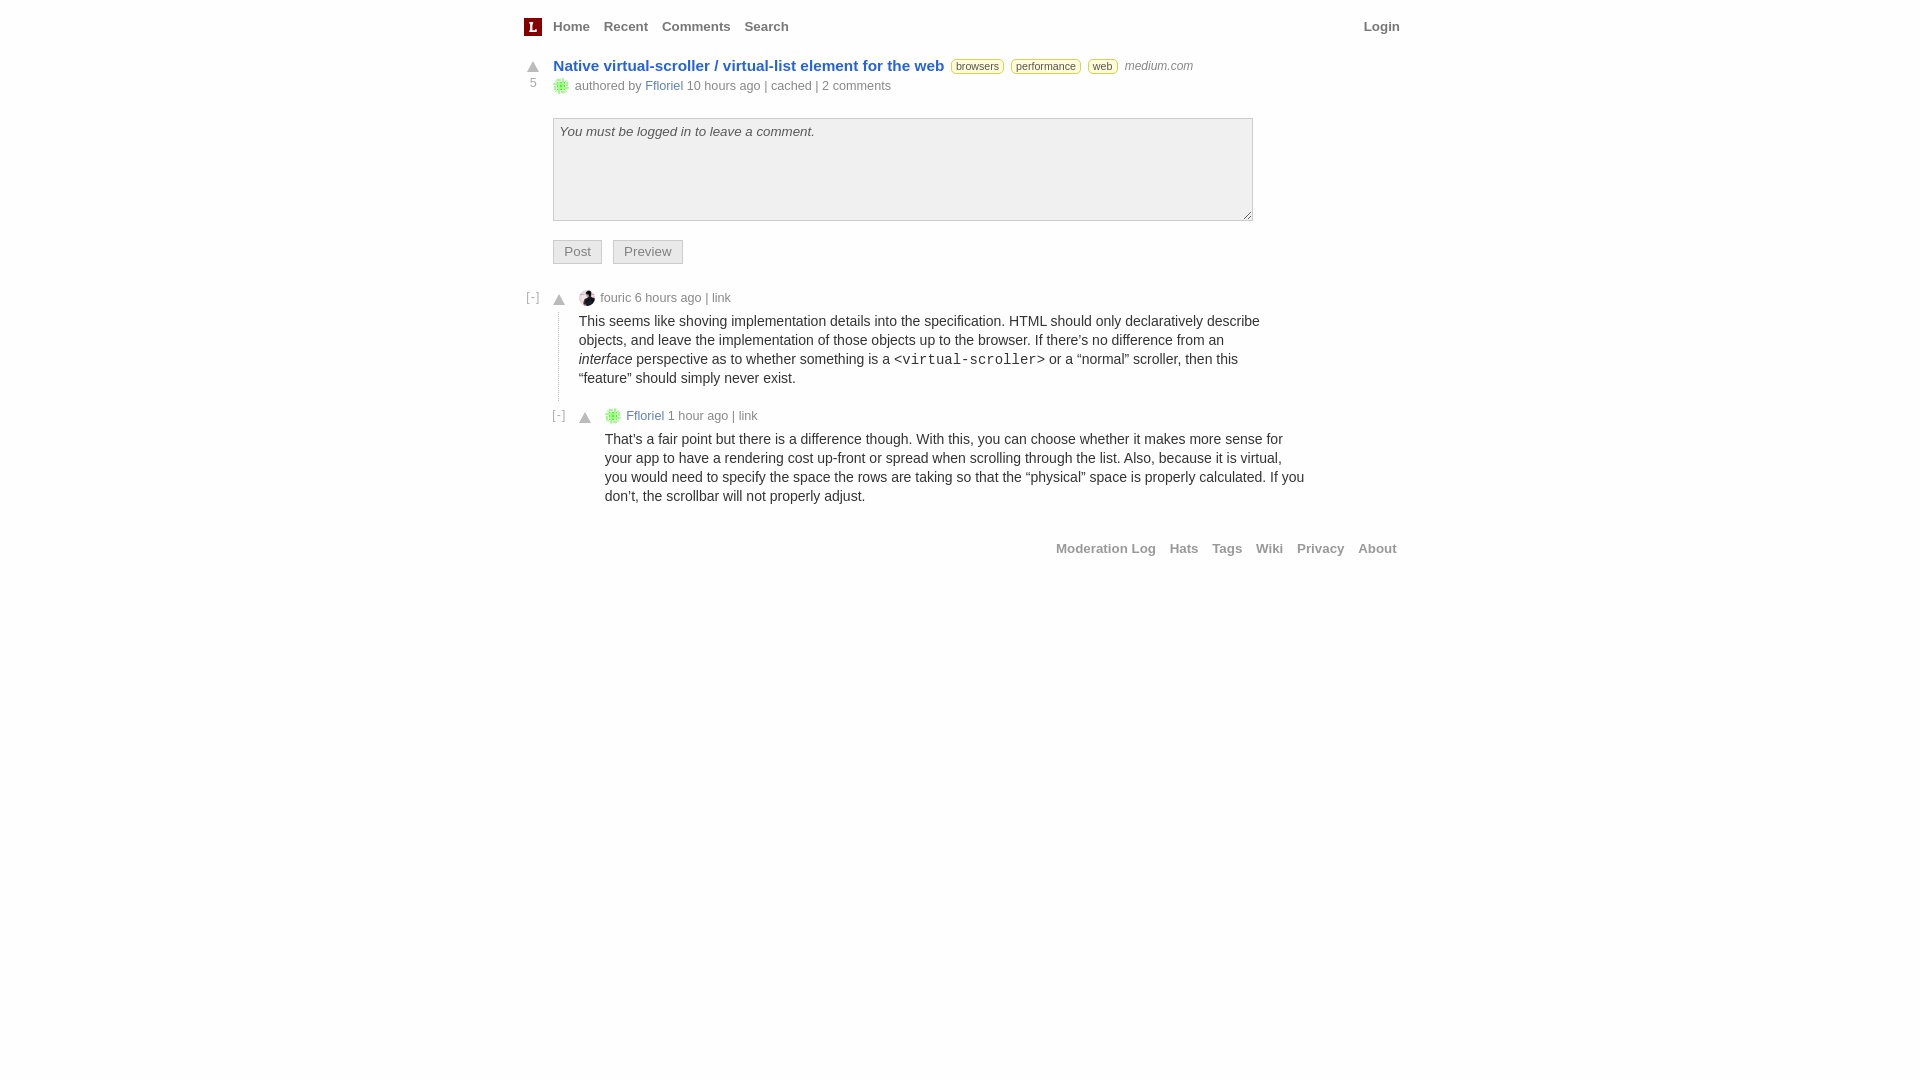 L Home Recent Comments Search Login
Native virtual-scroller / virtual-list element for the web browsers performance web medium.com
5
authored by Ffloriel 10 hours ago | cached | 2 comments
You must be logged in to leave a comment.
Post Preview
[-] fouric 6 hours ago | link
This seems like shoving implementation details into the specification. HTML should only declaratively describe
objects, and leave the implementation of those objects up to the browser. If there’s no difference from an
interface perspective as to whether something is a <virtual-scroller> or a “normal” scroller, then this
“feature” should simply never exist.
[-] Ffloriel 1 hour ago | link
That’s a fair point but there is a difference though. With this, you can choose whether it makes more sense for
your app to have a rendering cost up-front or spread when scrolling through the list. Also, because it is virtual,
you would need to specify the space the rows are taking so that the “physical” space is properly calculated. If you
don’t, the scrollbar will not properly adjust.
Moderation Log Hats Tags Wiki Privacy About